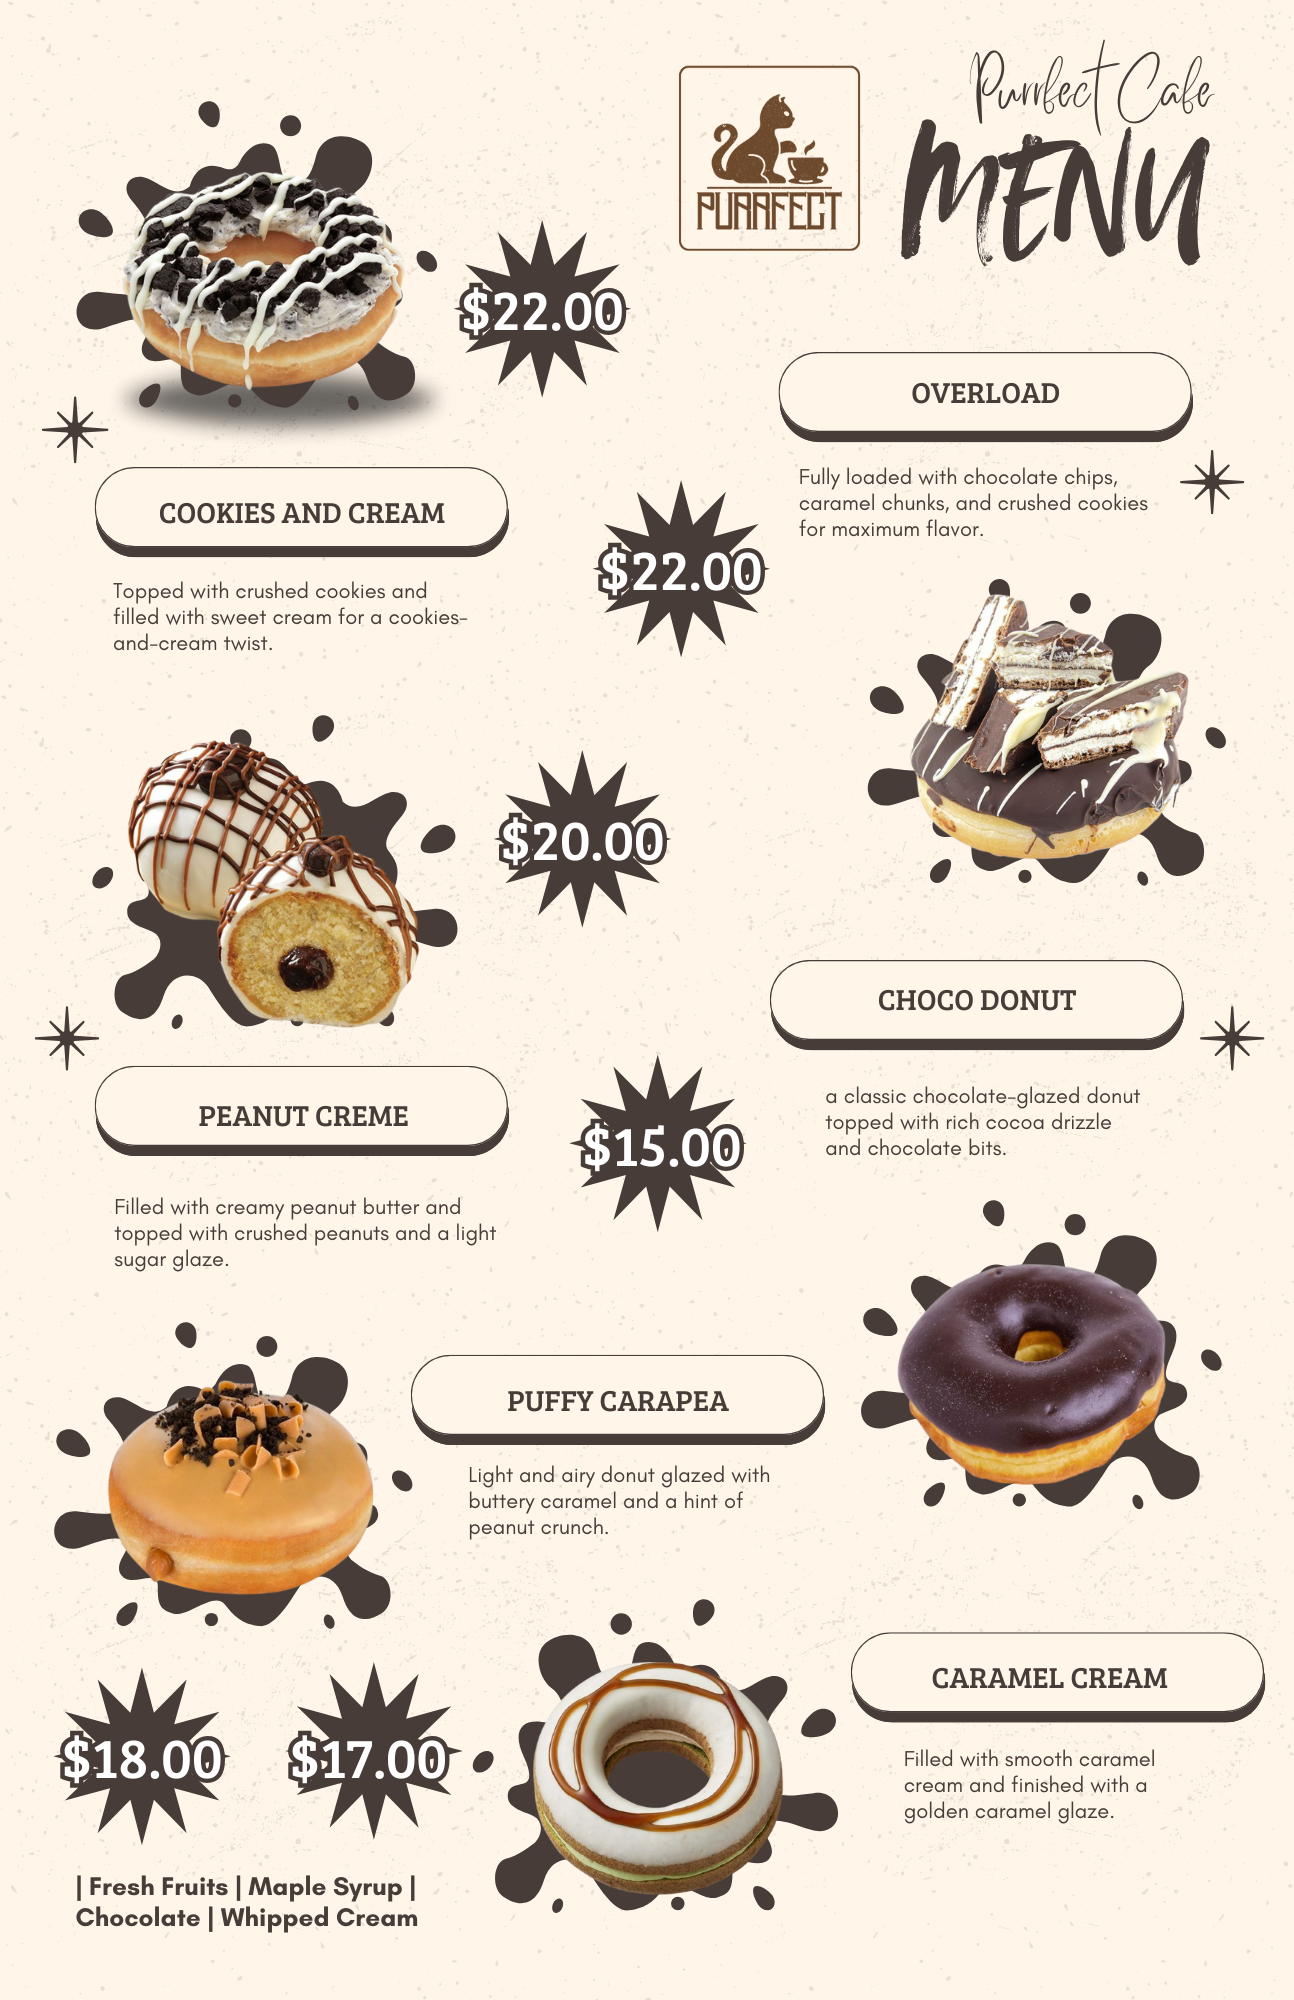 Purrfect Cafe
MENU
PURRFECT
$22.00
COOKIES AND CREAM
Topped with crushed cookies and
filled with sweet cream for a cookies-
and-cream twist.
OVERLOAD
Fully loaded with chocolate chips,
caramel chunks, and crushed cookies
for maximum flavor.
$22.00
$20.00
PEANUT CREME
Filled with creamy peanut butter and
topped with crushed peanuts and a light
sugar glaze.
CHOCO DONUT
a classic chocolate-glazed donut
topped with rich cocoa drizzle
and chocolate bits.
$15.00
PUFFY CARAPEA
Light and airy donut glazed with
buttery caramel and a hint of
peanut crunch.
$18.00
$17.00
CARAMEL CREAM
Filled with smooth caramel
cream and finished with a
golden caramel glaze.
| Fresh Fruits | Maple Syrup |
Chocolate | Whipped Cream